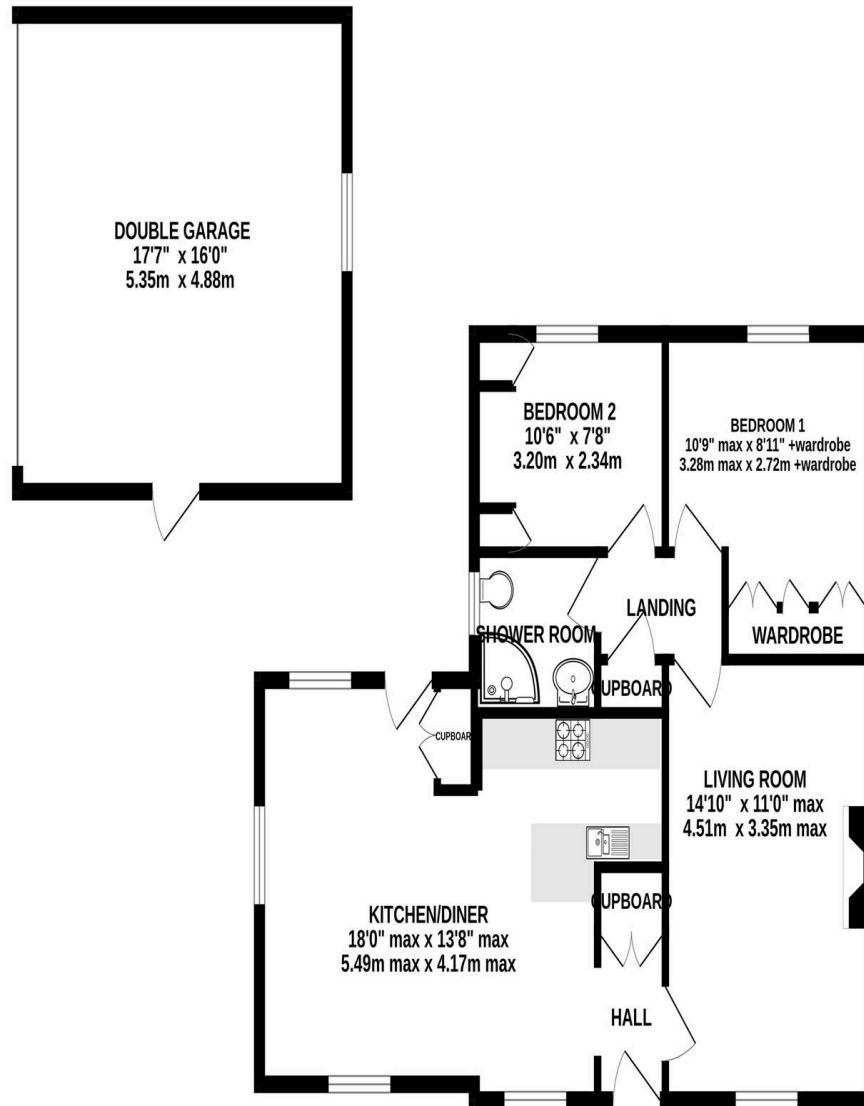 DOUBLE GARAGE
17'7" x 16'0"
5.35m x 4.88m
BEDROOM 2
10'6" x 7'8"
3.20m x 2.34m
BEDROOM 1
10'9" max x 8'11" +wardrobe
3.28m max x 2.72m +wardrobe
LANDING
SHOWER ROOM
WARDROBE
CUPBOARD
CUPBOAR
LIVING ROOM
14'10" x 11'0" max
4.51m x 3.35m max
CUPBOARD
KITCHEN/DINER
18'0" max x 13'8" max
5.49m max x 4.17m max
HALL